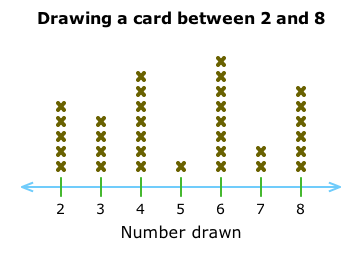 Drawing a card between 2 and 8
2 3 4 5 6 7 8
Number drawn